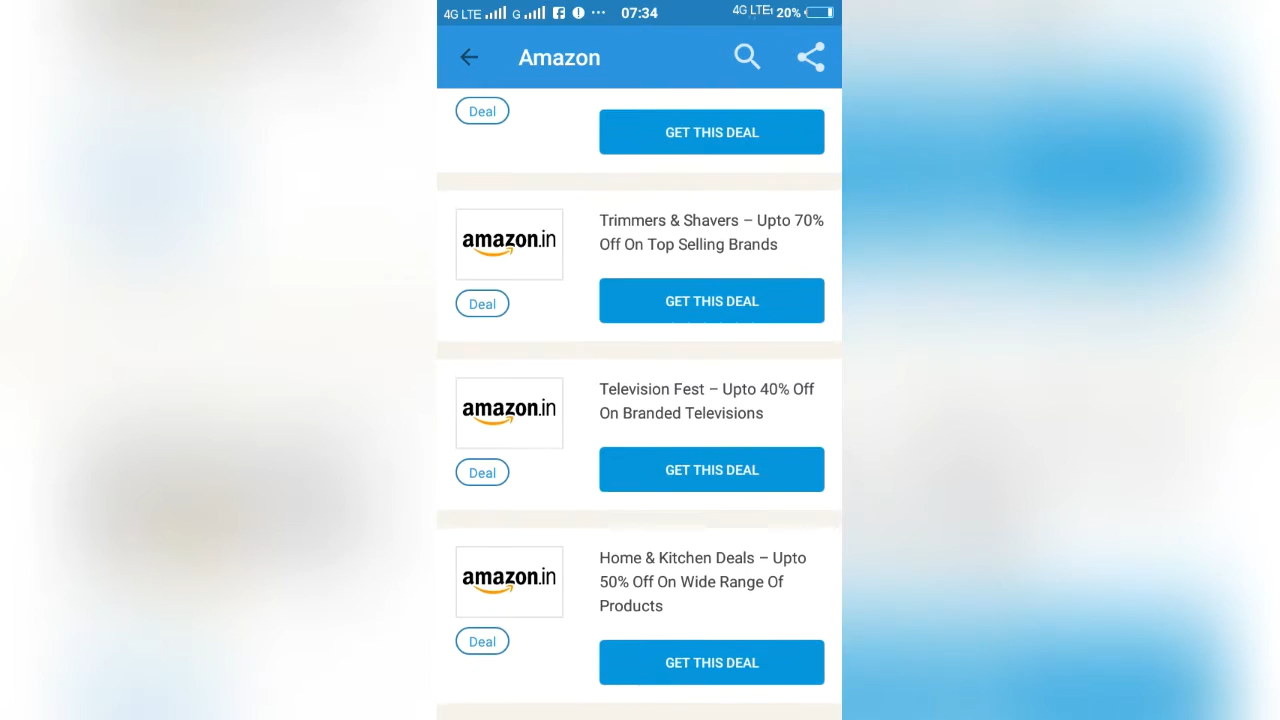 4G LTE G 07:34 4G LTE 20%
Amazon
Deal
GET THIS DEAL
amazon.in
Trimmers & Shavers – Upto 70%
Off On Top Selling Brands
Deal
GET THIS DEAL
amazon.in
Television Fest – Upto 40% Off
On Branded Televisions
Deal
GET THIS DEAL
amazon.in
Home & Kitchen Deals – Upto
50% Off On Wide Range Of
Products
Deal
GET THIS DEAL